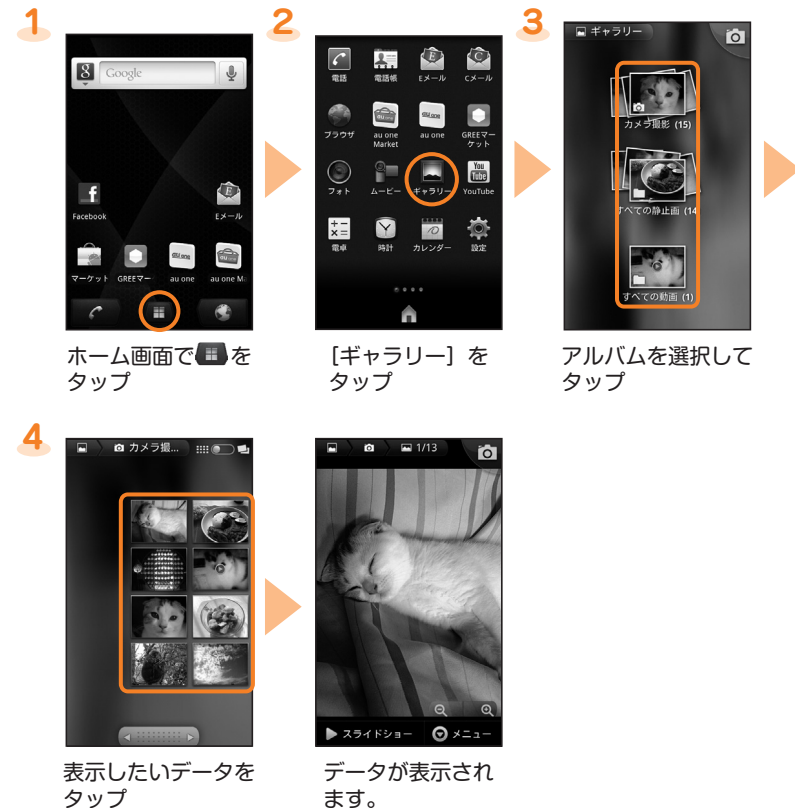 1
2
3
Google
Facebook
Eメール
マーケット
GREEマー
au one
au one M
電話
電話帳
Eメール
Cメール
ブラウザ
au one
Market
au one
GREEマー
ケット
フォト
ムービー
ギャラリー
YouTube
電卓
時計
カレンダー
設定
ギャラリー
カメラ撮影 (15)
すべての静止画 (14
すべての動画 (1)
ホーム画面で を
タップ
[ギャラリー] を
タップ
アルバムを選択して
タップ
4
カメラ撮...
1/13
スライドショー
メニュー
表示したいデータを
タップ
データが表示され
ます。